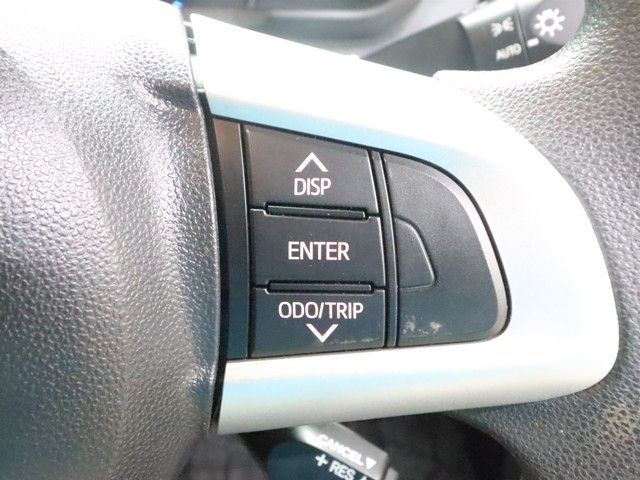 AUTO
DISP
ENTER
ODO/TRIP
CANCEL
+ RES